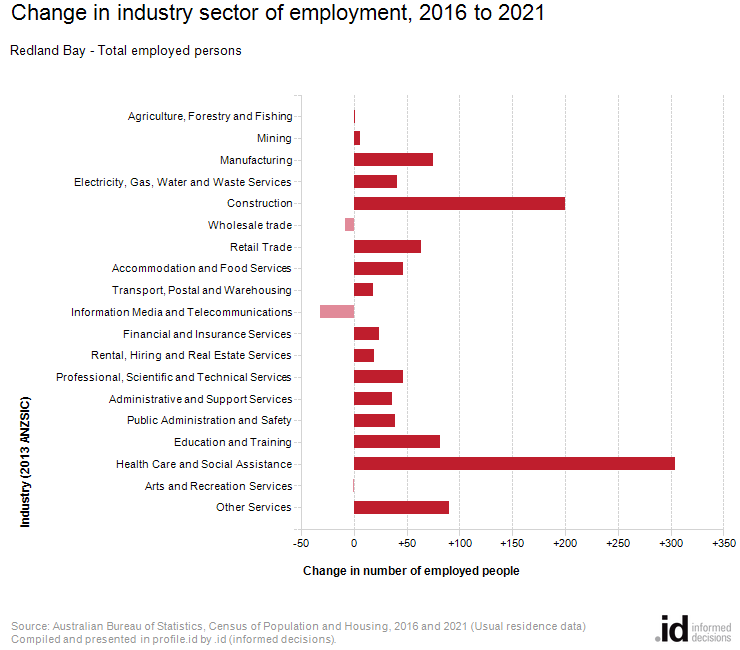 Change in industry sector of employment, 2016 to 2021
Redland Bay - Total employed persons
Agriculture, Forestry and Fishing
Mining
Manufacturing
Electricity, Gas, Water and Waste Services
Construction
Wholesale trade
Retail Trade
Accommodation and Food Services
Transport, Postal and Warehousing
Information Media and Telecommunications
Financial and Insurance Services
Rental, Hiring and Real Estate Services
Professional, Scientific and Technical Services
Administrative and Support Services
Public Administration and Safety
Education and Training
Health Care and Social Assistance
Arts and Recreation Services
Other Services
Industry (2013 ANZSIC)
-50 0 +50 +100 +150 +200 +250 +300 +350
Change in number of employed people
Source: Australian Bureau of Statistics, Census of Population and Housing, 2016 and 2021 (Usual residence data)
Compiled and presented in profile.id by .id (informed decisions).
.id informed
decisions